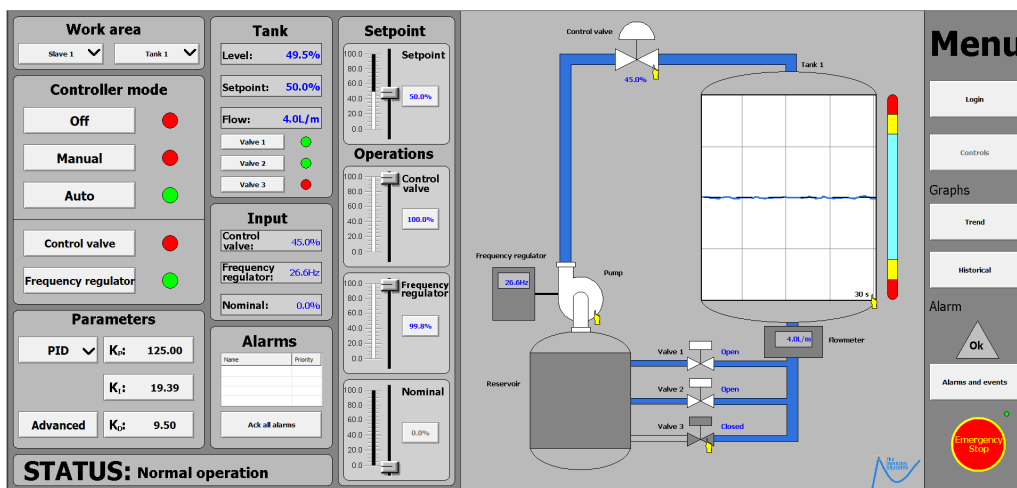 Work area
Slave 1
Tank 1
Controller mode
Off
Manual
Auto
Control valve
Frequency regulator
Parameters
PID
KP: 125.00
KI: 19.39
Advanced
KD: 9.50
STATUS: Normal operation
Tank
Level: 49.5%
Setpoint: 50.0%
Flow: 4.0L/m
Valve 1
Valve 2
Valve 3
Input
Control
valve: 45.0%
Frequency
regulator: 26.6Hz
Nominal: 0.0%
Alarms
Name Priority
Ack all alarms
Setpoint
100.0
80.0
60.0
40.0
20.0
0.0
Setpoint
50.0%
Operations
100.0
80.0
60.0
40.0
20.0
0.0
Control
valve
100.0%
100.0
80.0
60.0
40.0
20.0
0.0
Frequency
regulator
99.8%
100.0
80.0
60.0
40.0
20.0
0.0
Nominal
0.0%
Control valve
45.0%
Tank 1
30 s
Frequency regulator
26.6Hz
Pump
4.0L/m
Flowmeter
Reservoir
Valve 1 Open
Valve 2 Open
Valve 3 Closed
Menu
Login
Controls
Graphs
Trend
Historical
Alarm
Ok
Alarms and events
Emergency
Stop